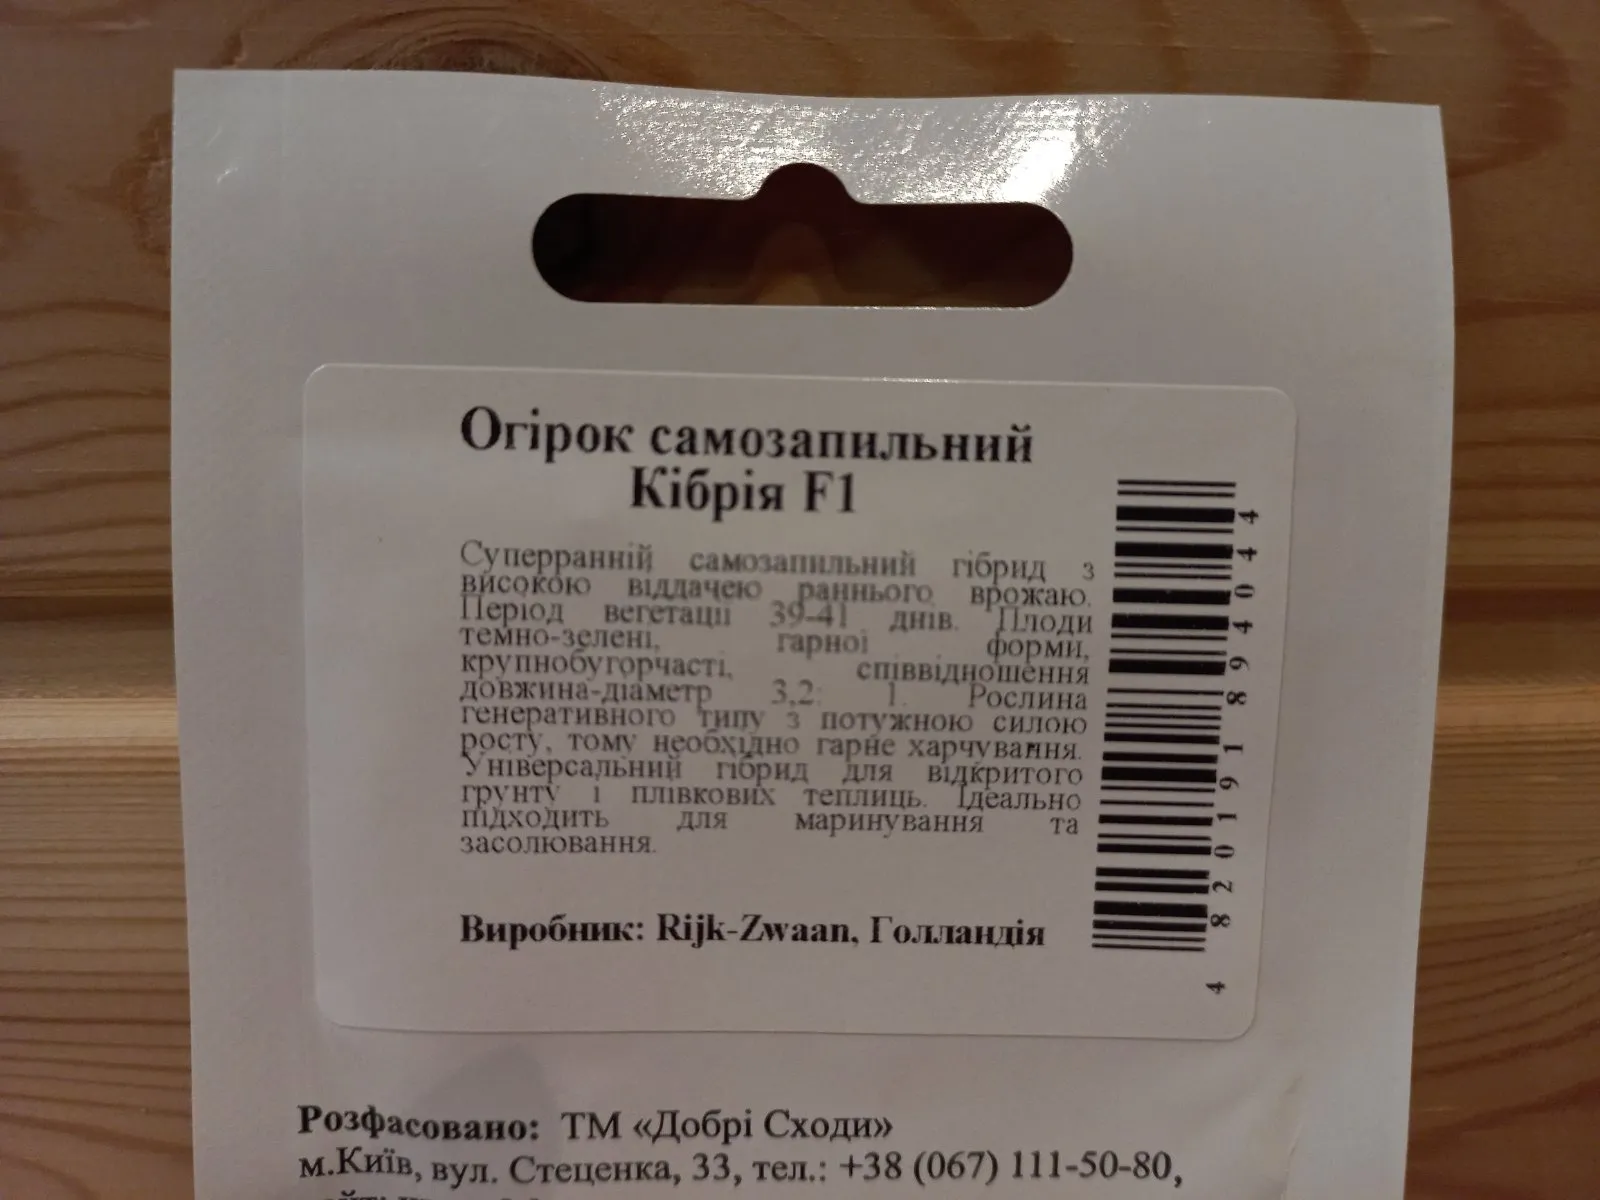 Огірок самозапильний
Кібрія F1
Суперранній самозапильний гібрид з
високою віддачею раннього врожаю.
Період вегетації 39-41 днів. Плоди
темно-зелені, гарної форми,
крупнобугорчасті, співвідношення
довжина-діаметр 3,2: 1. Рослина
генеративного типу з потужною силою
росту, тому необхідно гарне харчування.
Універсальний гібрид для відкритого
грунту і плівкових теплиць. Ідеально
підходить для маринування та
засолювання.
Виробник: Rijk-Zwaan, Голландія
4 820191 894044
Розфасовано: ТМ «Добрі Сходи»
м.Київ, вул. Стеценка, 33, тел.: +38 (067) 111-50-80,